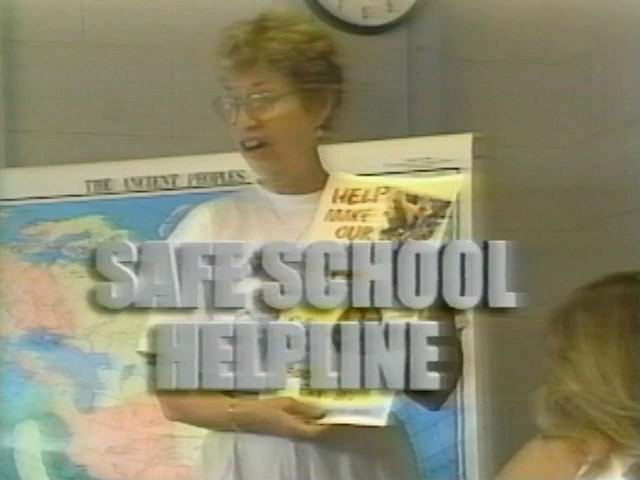 THE ANCIENT PEOPLES
HELP
MAKE
OUR
SAFE SCHOOL
HELPLINE